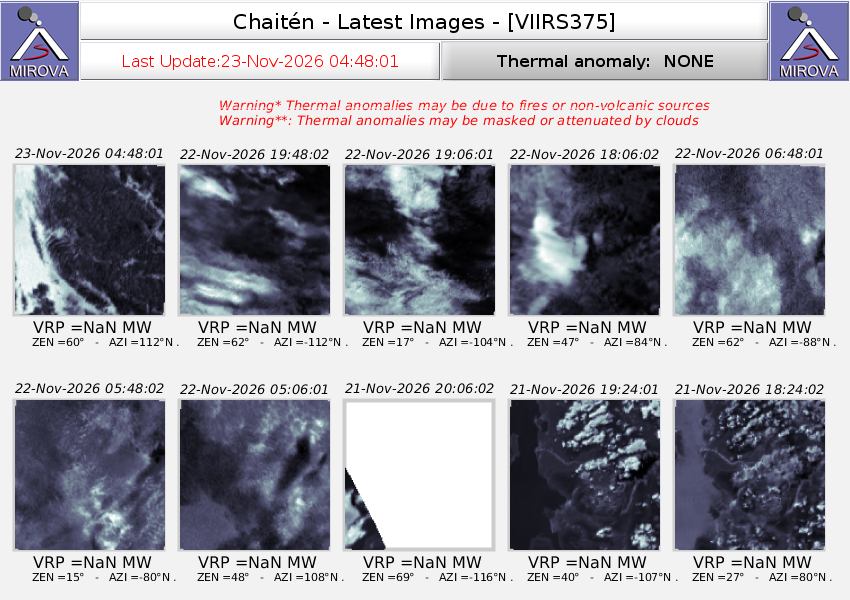 Chaitén - Latest Images - [VIIRS375]
MIROVA
Last Update:23-Nov-2026 04:48:01
Thermal anomaly: NONE
MIROVA
Warning* Thermal anomalies may be due to fires or non-volcanic sources
Warning**: Thermal anomalies may be masked or attenuated by clouds
23-Nov-2026 04:48:01
22-Nov-2026 19:48:02
22-Nov-2026 19:06:01
22-Nov-2026 18:06:02
22-Nov-2026 06:48:01
VRP =NaN MW
VRP =NaN MW
VRP =NaN MW
VRP =NaN MW
VRP =NaN MW
ZEN =60° - AZI =112°N .
ZEN =62° - AZI =-112°N .
ZEN =17° - AZI =-104°N .
ZEN =47° - AZI =84°N .
ZEN =62° - AZI =-88°N .
22-Nov-2026 05:48:02
22-Nov-2026 05:06:01
21-Nov-2026 20:06:02
21-Nov-2026 19:24:01
21-Nov-2026 18:24:02
VRP =NaN MW
VRP =NaN MW
VRP =NaN MW
VRP =NaN MW
VRP =NaN MW
ZEN =15° - AZI =-80°N .
ZEN =48° - AZI =108°N .
ZEN =69° - AZI =-116°N .
ZEN =40° - AZI =-107°N .
ZEN =27° - AZI =80°N .